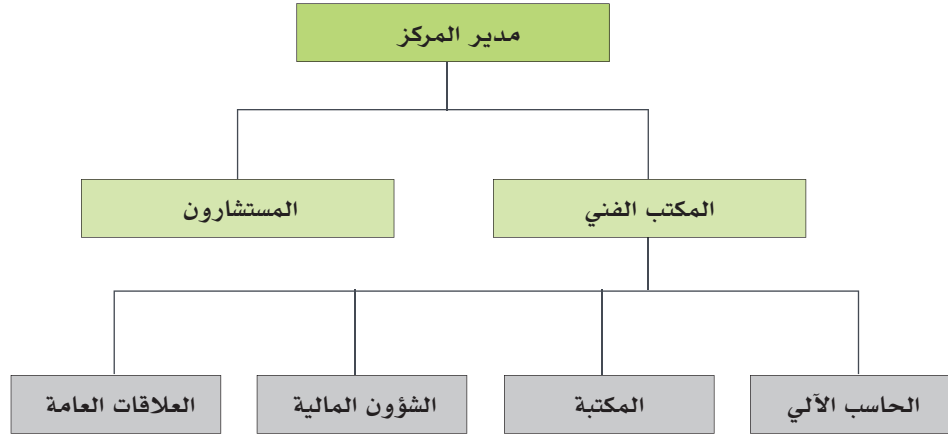 مدير المركز
المكتب الفني
المستشارون
الحاسب الآلي
المكتبة
الشؤون المالية
العلاقات العامة